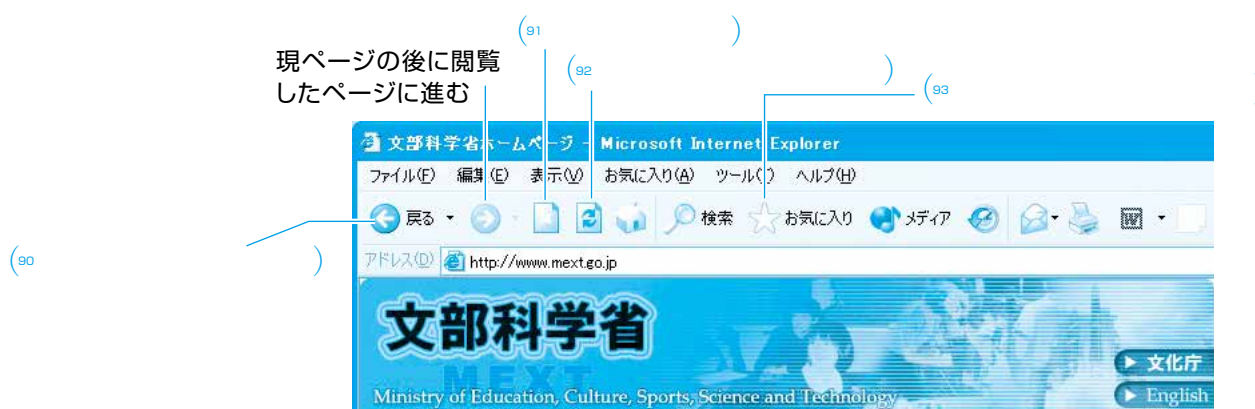 (91 )
現ページの後に閲覧
したページに進む
(92 )
(93
文部科学省ホームページ - Microsoft Internet Explorer
ファイル(F) 編集(E) 表示(V) お気に入り(A) ツール(T) ヘルプ(H)
戻る 検索 お気に入り メディア
(90 )
アドレス(D) http://www.mext.go.jp
文部科学省
MEXT
文化庁
Ministry of Education, Culture, Sports, Science and Technology
English